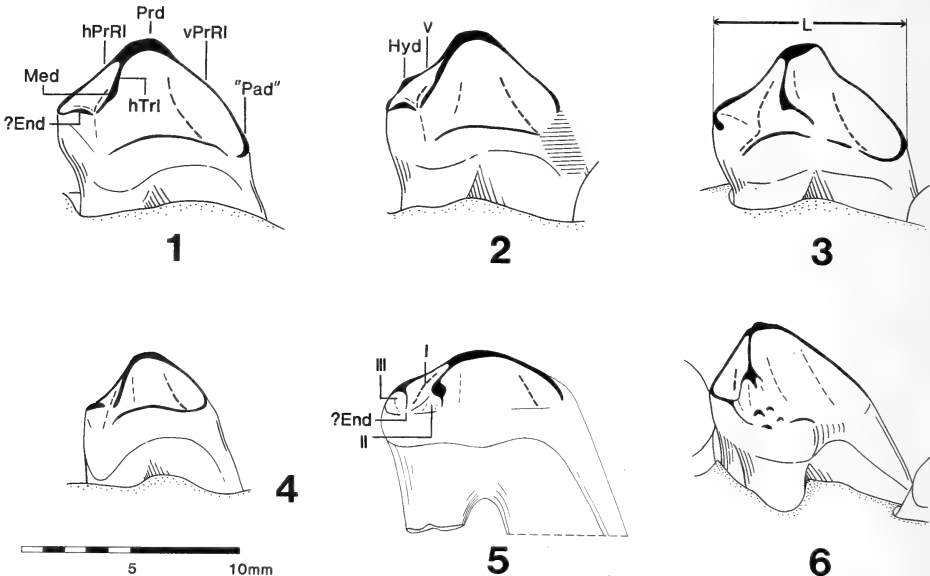 Prd
hPrRl
vPrRl
Med
"Pad"
hTrl
?End
1
V
Hyd
2
L
3
4
5
10mm
I
III
?End
II
5
6